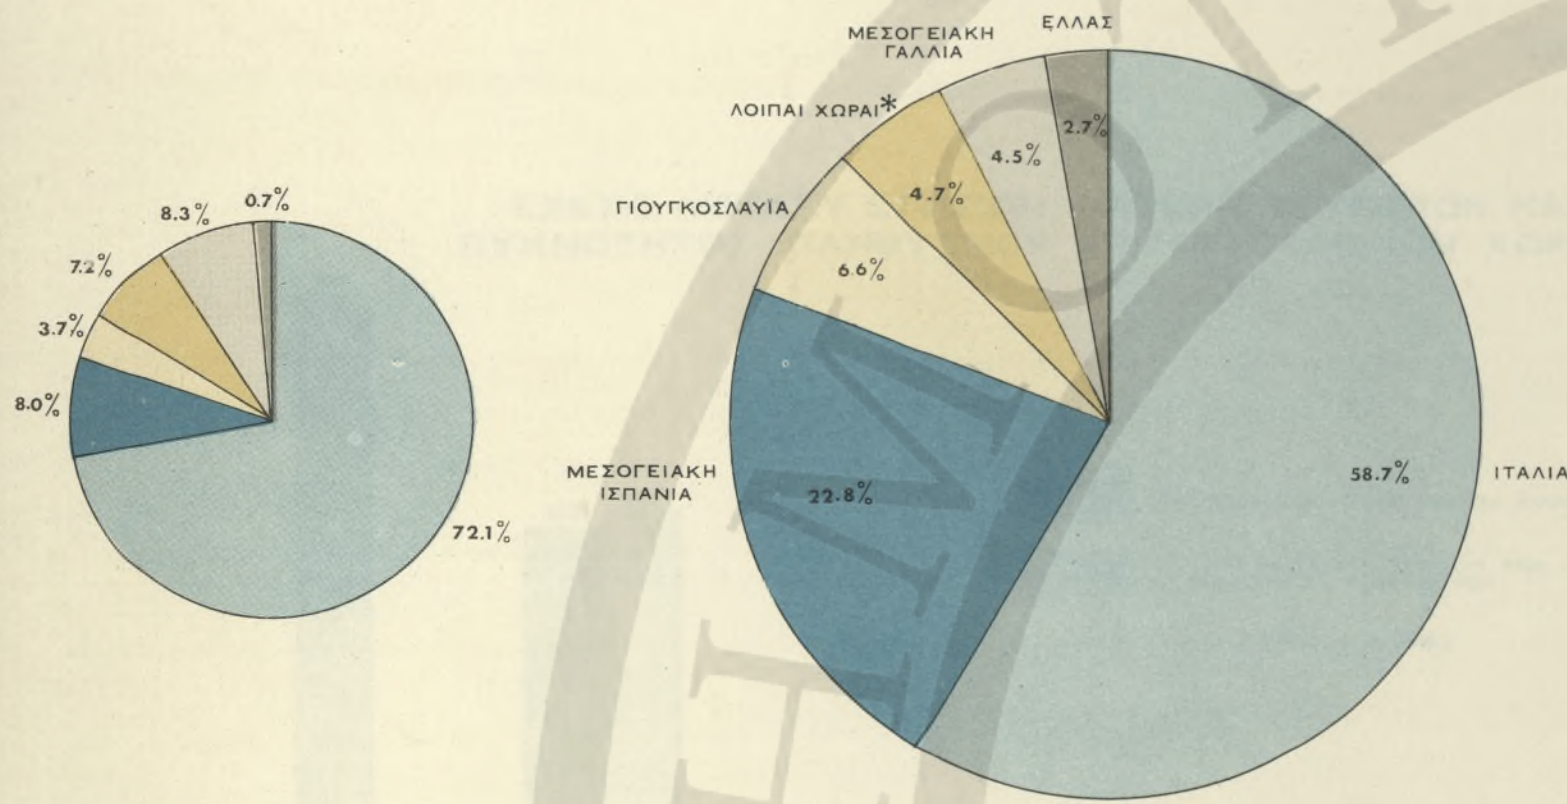 0.7%
8.3%
7.2%
3.7%
8.0%
72.1%
ΕΛΛΑΣ
ΜΕΣΟΓΕΙΑΚΗ
ΓΑΛΛΙΑ
ΛΟΙΠΑΙ ΧΩΡΑΙ*
ΓΙΟΥΓΚΟΣΛΑΥΪΑ
ΜΕΣΟΓΕΙΑΚΗ
ΙΣΠΑΝΙΑ
ΙΤΑΛΙΑ
2.7%
4.5%
4.7%
6.6%
22.8%
58.7%